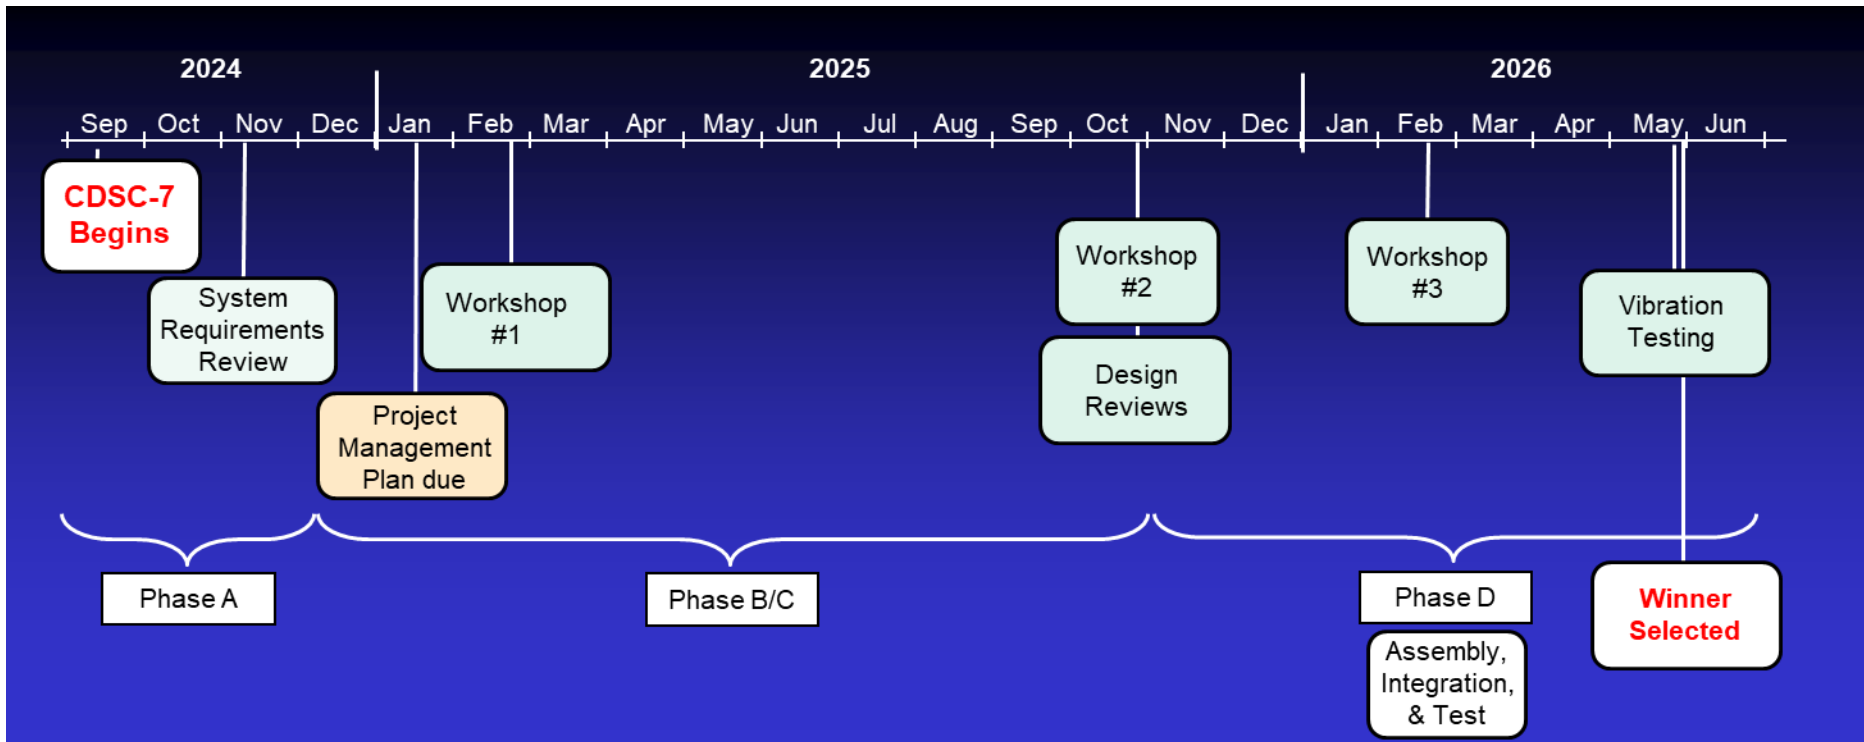 2024 2025 2026
Sep Oct Nov Dec Jan Feb Mar Apr May Jun Jul Aug Sep Oct Nov Dec Jan Feb Mar Apr May Jun
CDSC-7
Begins
System
Requirements
Review
Project
Management
Plan due
Workshop
#1
Workshop
#2
Design
Reviews
Workshop
#3
Vibration
Testing
Phase A
Phase B/C
Phase D
Assembly,
Integration,
& Test
Winner
Selected